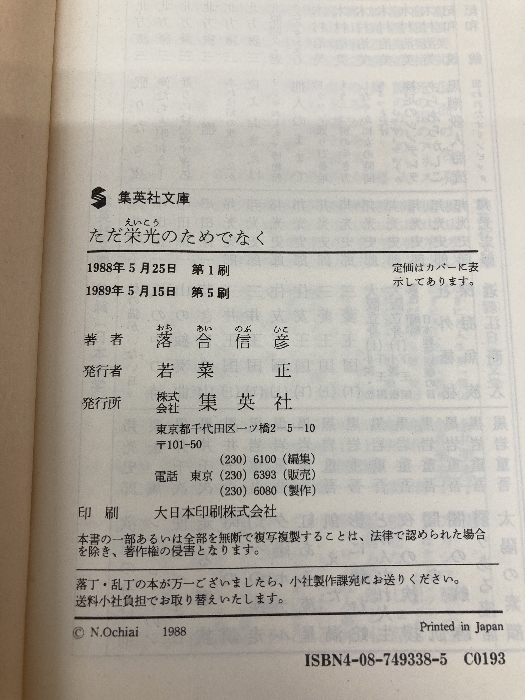 集英社文庫
えいこう
ただ栄光のためでなく
1988年5月25日 第1刷
1989年5月15日 第5刷
定価はカバーに表
示してあります。
おち あい のぶ ひこ
著者 落合信彦
発行者 若菜 正
発行所 株式会社 集英社
東京都千代田区一ツ橋2−5−10
〒101-50
(230) 6100 (編集)
電話 東京 (230) 6393 (販売)
(230) 6080 (製作)
印刷 大日本印刷株式会社
本書の一部あるいは全部を無断で複写複製することは、法律で認められた場合
を除き、著作権の侵害となります。
落丁・乱丁の本が万一ございましたら、小社製作課宛にお送りください。
送料小社負担でお取り替えいたします。
© N.Ochiai 1988
Printed in Japan
ISBN4-08-749338-5 C0193